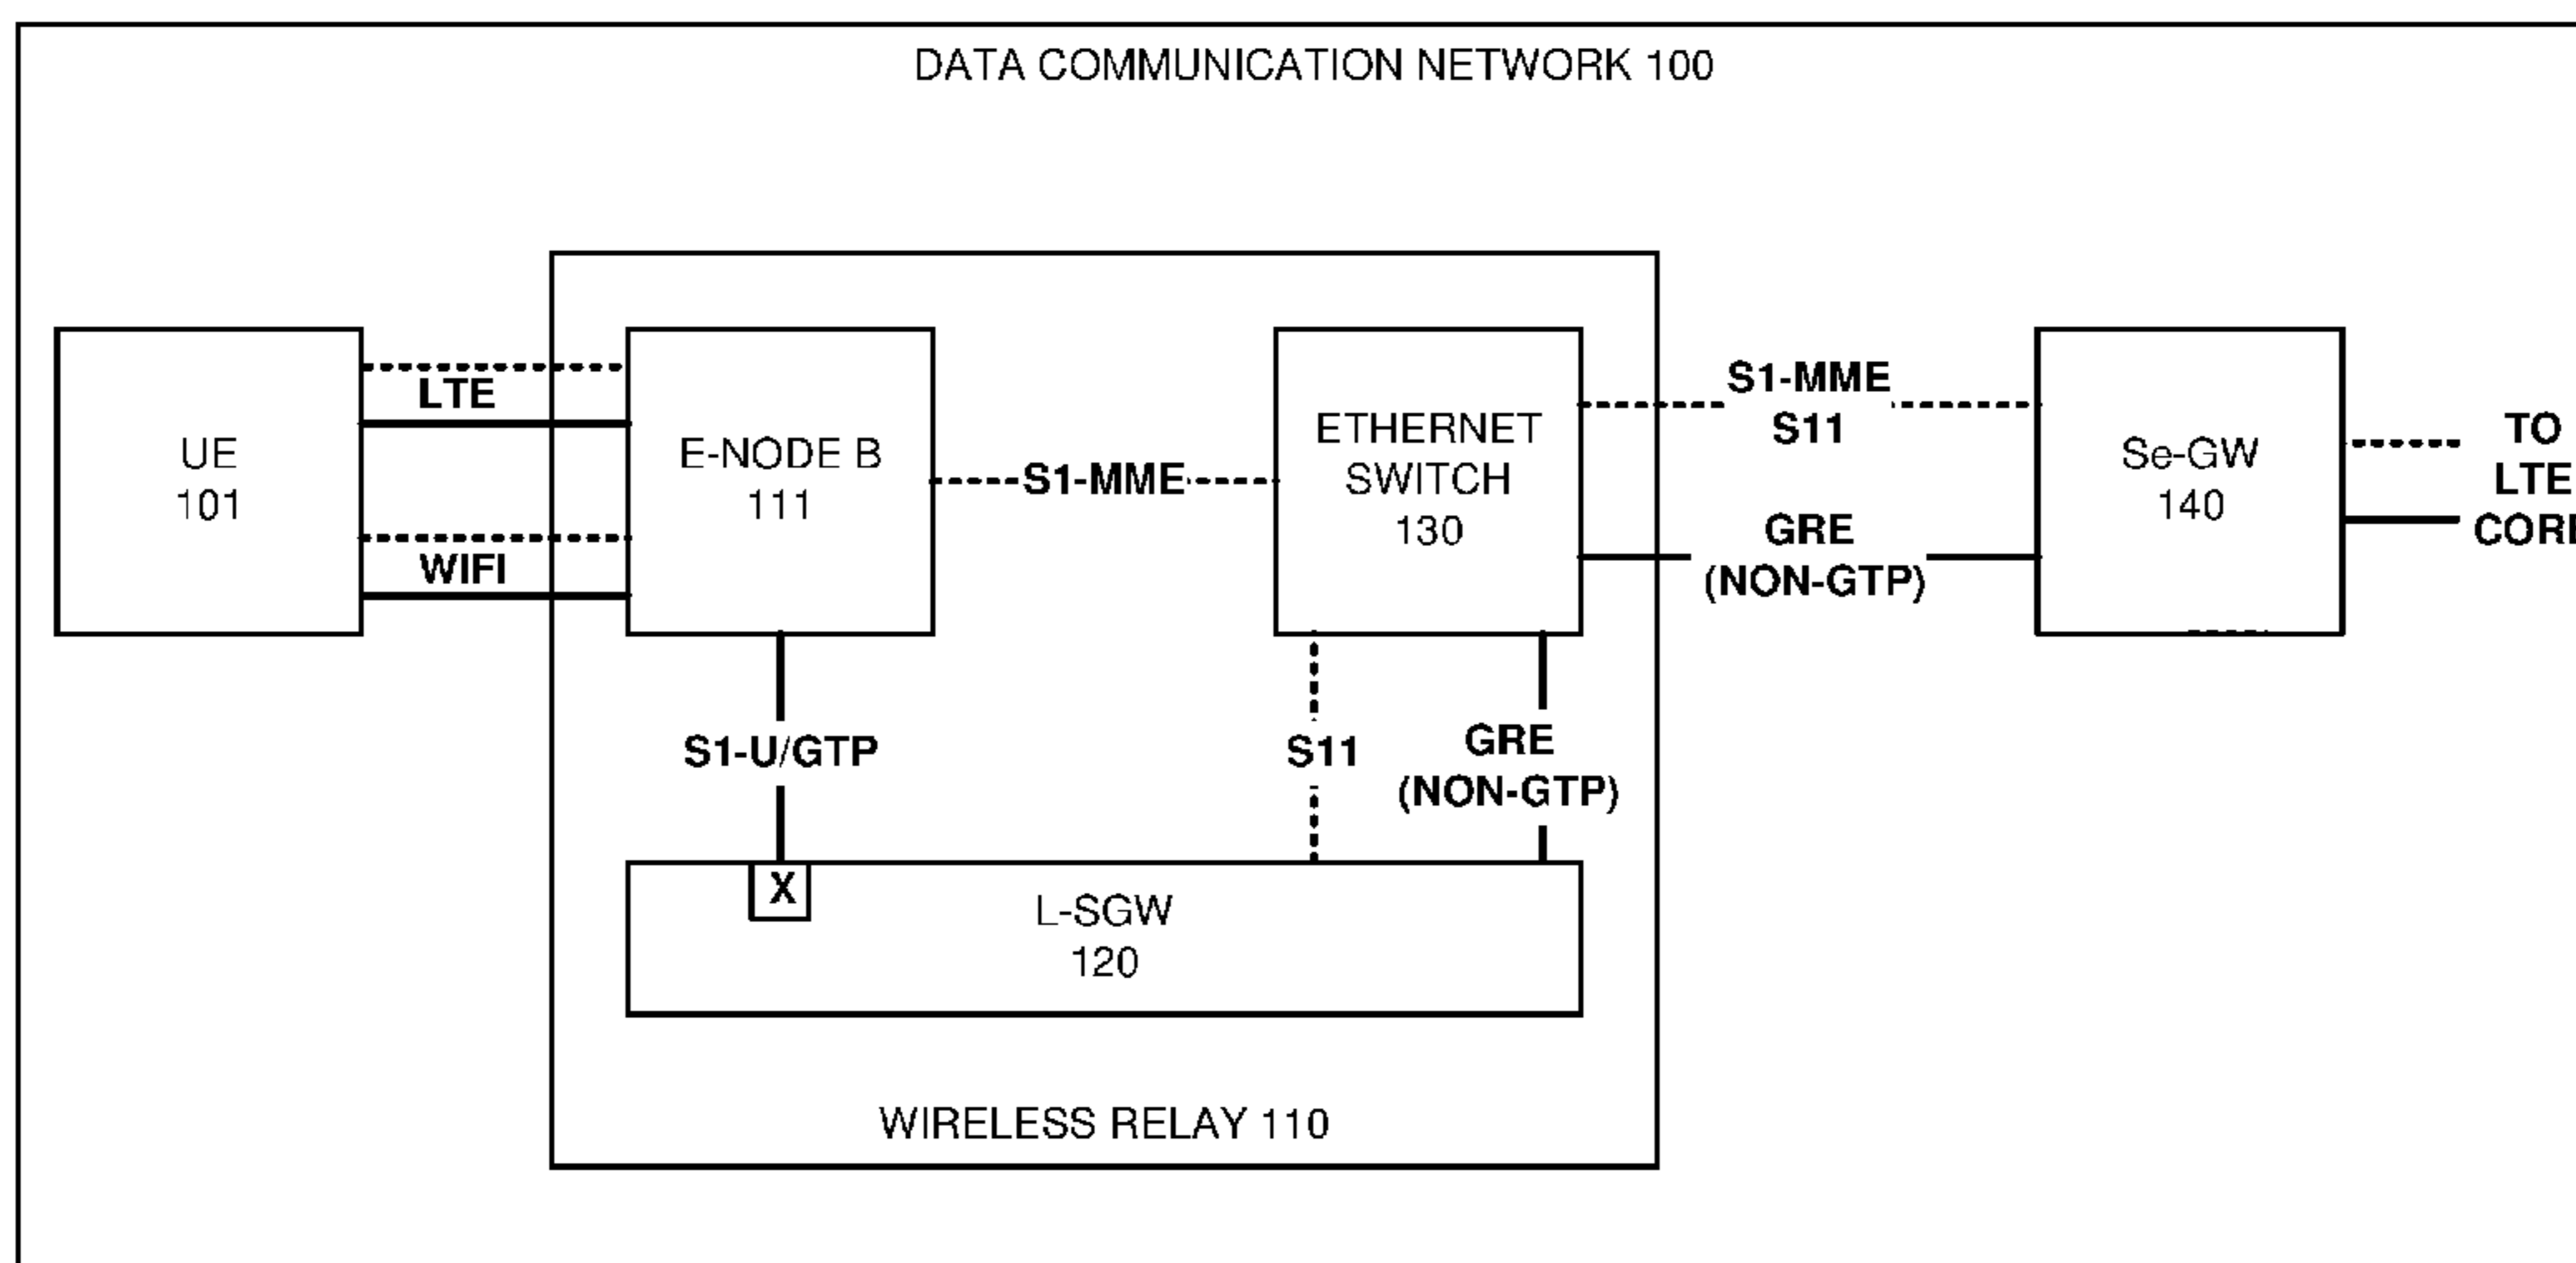 DATA COMMUNICATION NETWORK 100
UE
101
LTE
WIFI
E-NODE B
111
S1-MME
ETHERNET
SWITCH
130
S1-MME
S11
GRE
(NON-GTP)
Se-GW
140
TO
LTE
S1-U/GTP
S11
GRE
(NON-GTP)
X
L-SGW
120
WIRELESS RELAY 110